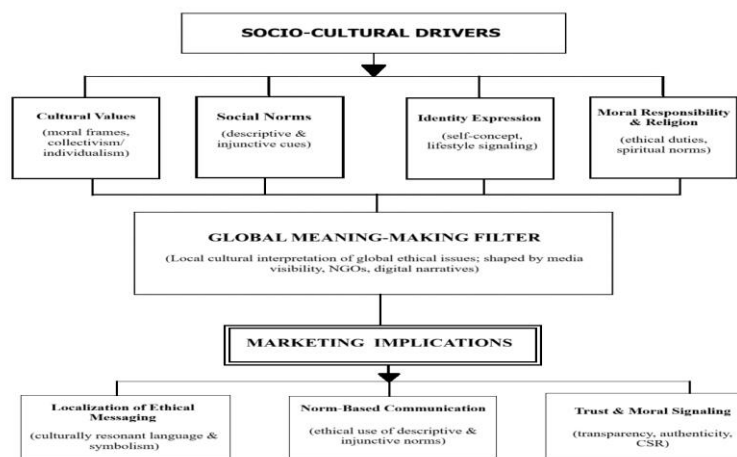 SOCIO-CULTURAL DRIVERS
Cultural Values
(moral frames,
collectivism/
individualism)
Social Norms
(descriptive &
injunctive cues)
Identity Expression
(self-concept,
lifestyle signaling)
Moral Responsibility
& Religion
(ethical duties,
spiritual norms)
GLOBAL MEANING-MAKING FILTER
(Local cultural interpretation of global ethical issues; shaped by media
visibility, NGOs, digital narratives)
MARKETING IMPLICATIONS
Localization of Ethical
Messaging
(culturally resonant language &
symbolism)
Norm-Based Communication
(ethical use of descriptive &
injunctive norms)
Trust & Moral Signaling
(transparency, authenticity,
CSR)